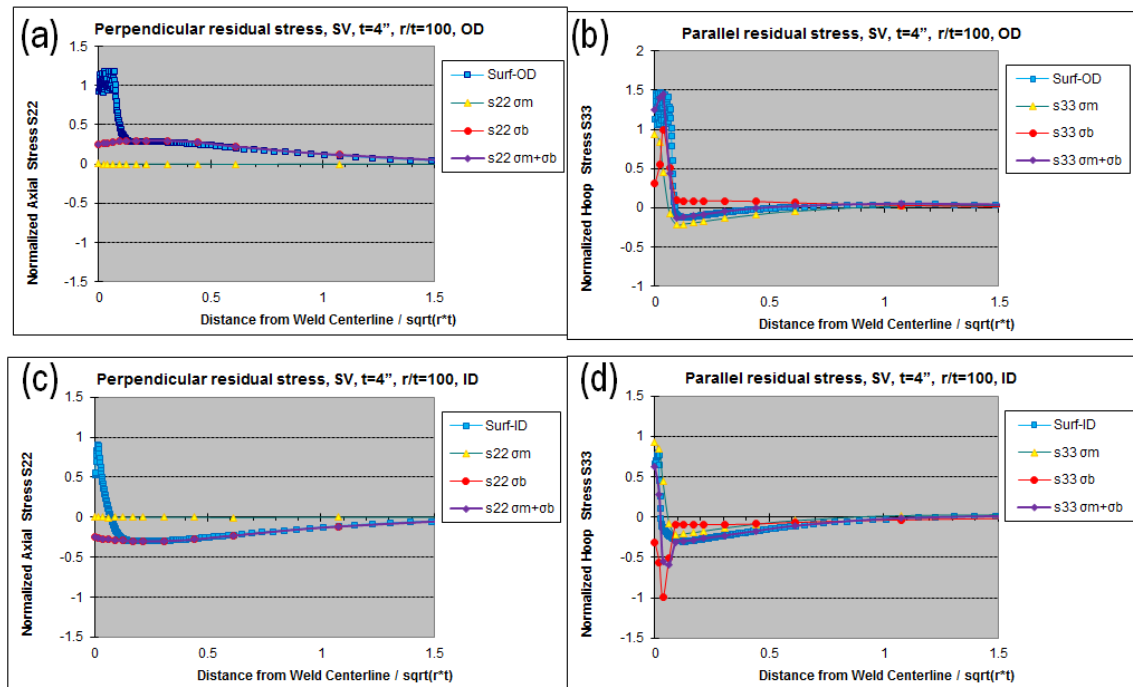 (a)
Perpendicular residual stress, SV, t=4”, r/t=100, OD
Normalized Axial Stress S22
1.5
1
0.5
0
-0.5
-1
-1.5
0
0.5
1
1.5
Distance from Weld Centerline / sqrt(r*t)
Surf-OD
s22 σm
s22 σb
s22 σm+σb
(b)
Parallel residual stress, SV, t=4”, r/t=100, OD
Normalized Hoop Stress S33
2
1.5
1
0.5
0
-0.5
-1
0
0.5
1
1.5
Distance from Weld Centerline / sqrt(r*t)
Surf-OD
s33 σm
s33 σb
s33 σm+σb
(c)
Perpendicular residual stress, SV, t=4”, r/t=100, ID
Normalized Axial Stress S22
1.5
1
0.5
0
-0.5
-1
-1.5
0
0.5
1
1.5
Distance from Weld Centerline / sqrt(r*t)
Surf-ID
s22 σm
s22 σb
s22 σm+σb
(d)
Parallel residual stress, SV, t=4”, r/t=100, ID
Normalized Hoop Stress S33
1.5
1
0.5
0
-0.5
-1
-1.5
0
0.5
1
1.5
Distance from Weld Centerline / sqrt(r*t)
Surf-ID
s33 σm
s33 σb
s33 σm+σb